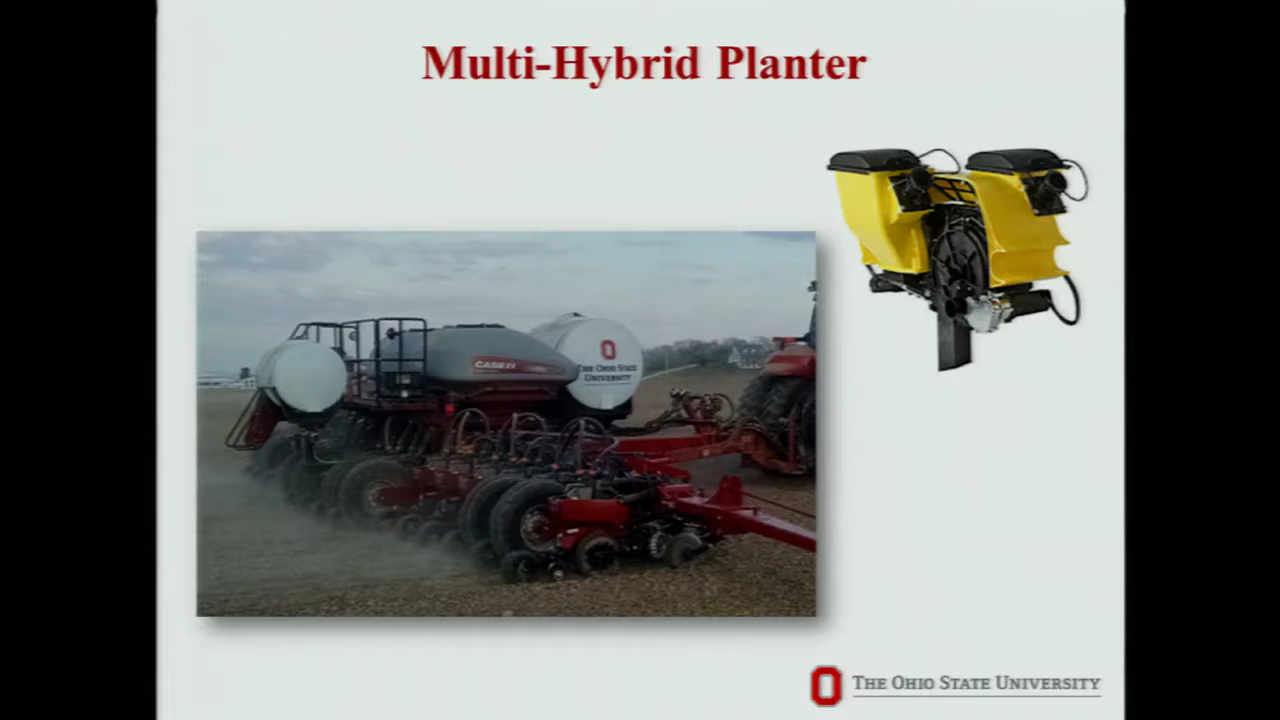 Multi-Hybrid Planter
CASE IH
THE OHIO STATE
UNIVERSITY
THE OHIO STATE UNIVERSITY